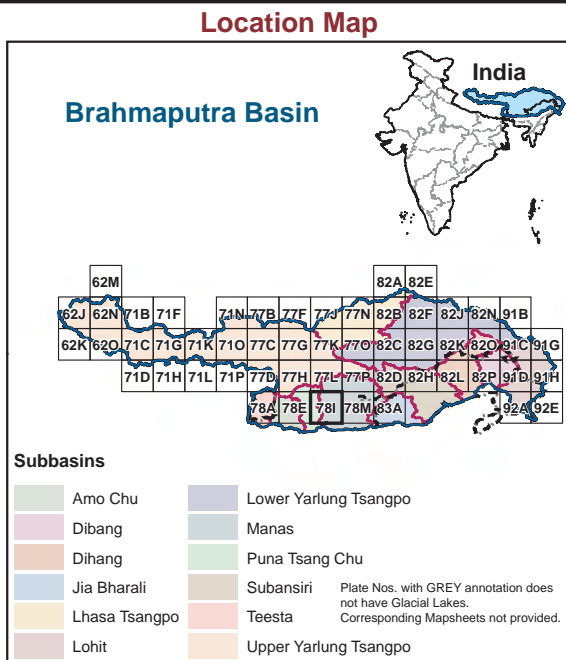 Location Map
India
Brahmaputra Basin
62M 82A 82E
62J 62N 71B 71F 71N 77B 77F 77J 77N 82B 82F 82J 82N 91B
62K 62O 71C 71G 71K 71O 77C 77G 77K 77O 82C 82G 82K 82O 91C 91G
71D 71H 71L 71P 77D 77H 77L 77P 82D 82H 82L 82P 91D 91H
78A 78E 78I 78M 83A 92A 92E
Subbasins
Amo Chu Lower Yarlung Tsangpo
Dibang Manas
Dihang Puna Tsang Chu
Jia Bharali Subansiri
Lhasa Tsangpo Teesta
Lohit Upper Yarlung Tsangpo
Plate Nos. with GREY annotation does
not have Glacial Lakes.
Corresponding Mapsheets not provided.